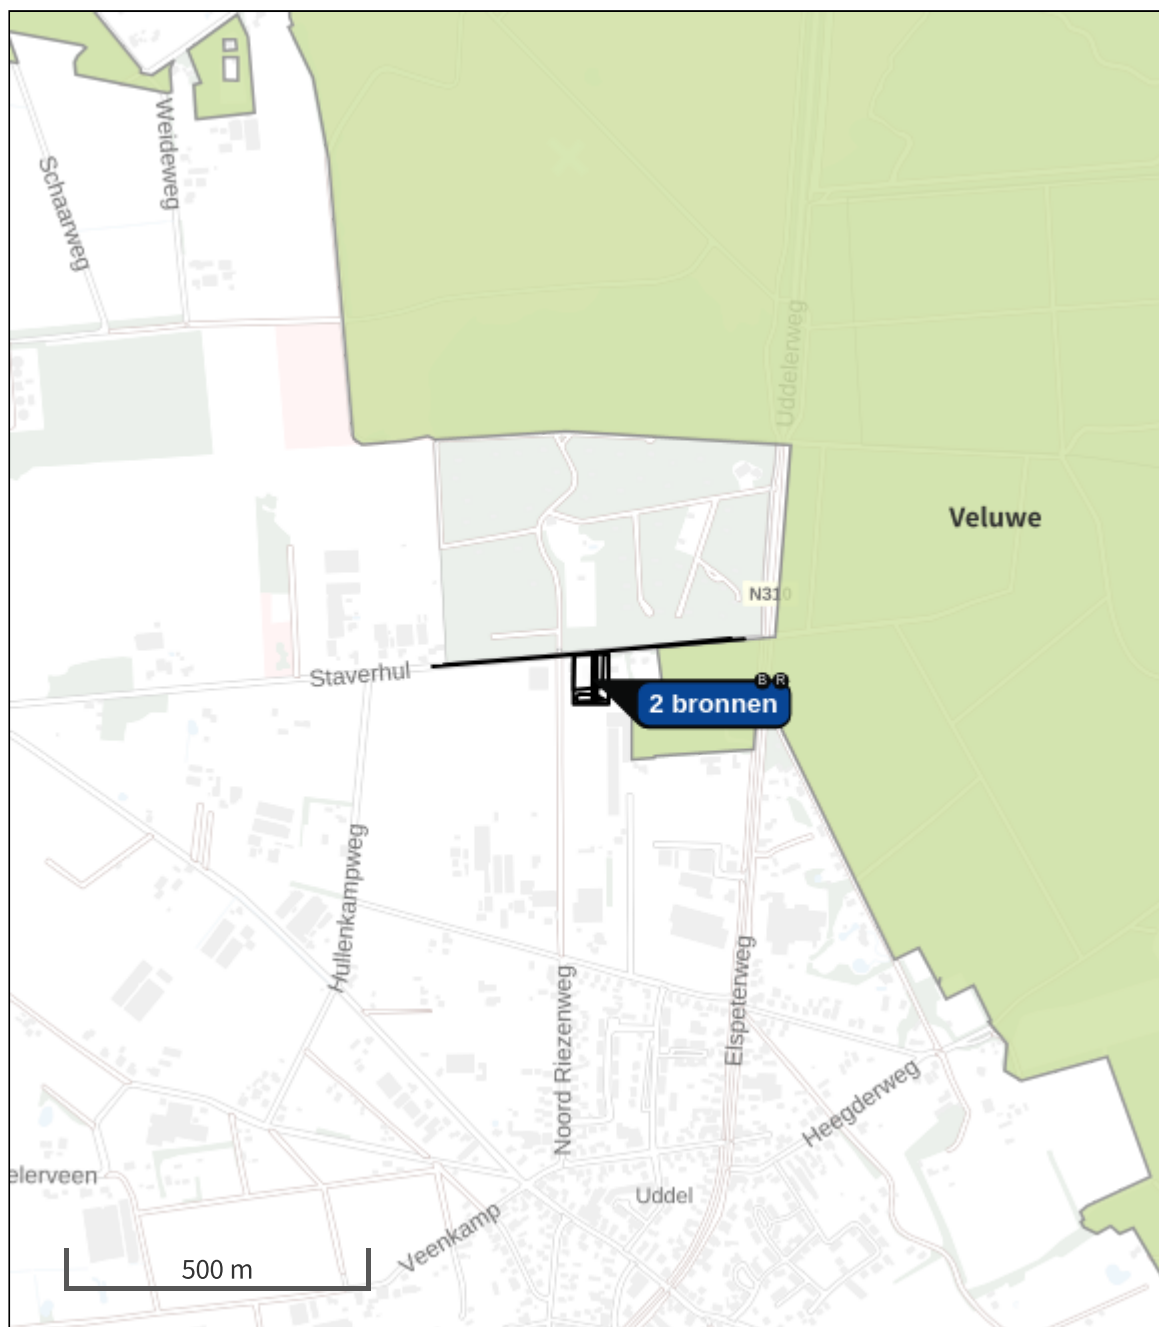 Weideweg
Schaarweg
Uddelerweg
Veluwe
N310
Staverhul
B R
2 bronnen
Hullenkampweg
Elspeterweg
Noord Riezenweg
Heegderweg
elerveen
Uddel
Veenkamp
500 m